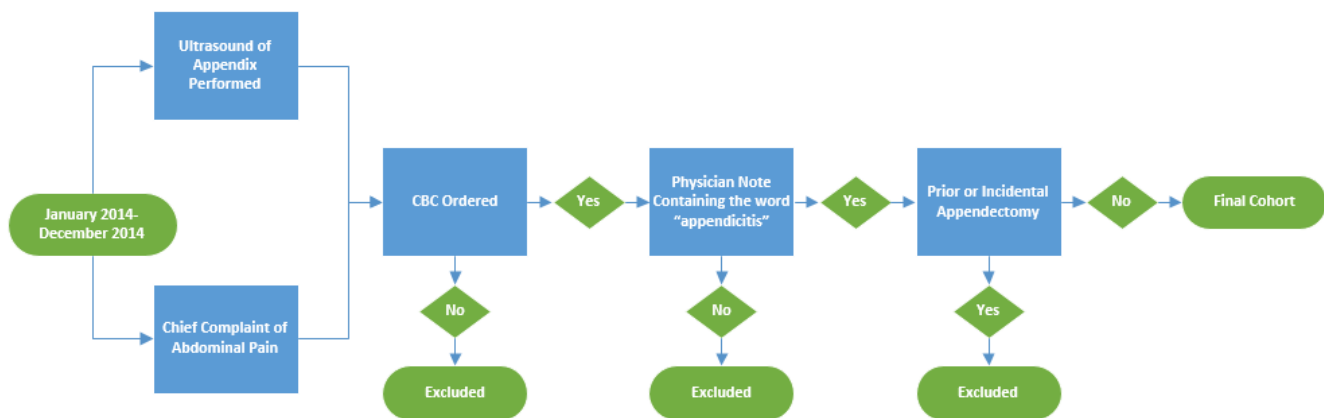 Ultrasound of
Appendix
Performed
January 2014-
December 2014
Chief Complaint of
Abdominal Pain
CBC Ordered
Yes
No
Excluded
Physician Note
Containing the word
“appendicitis”
Yes
No
Excluded
Prior or Incidental
Appendectomy
No
Final Cohort
Yes
Excluded